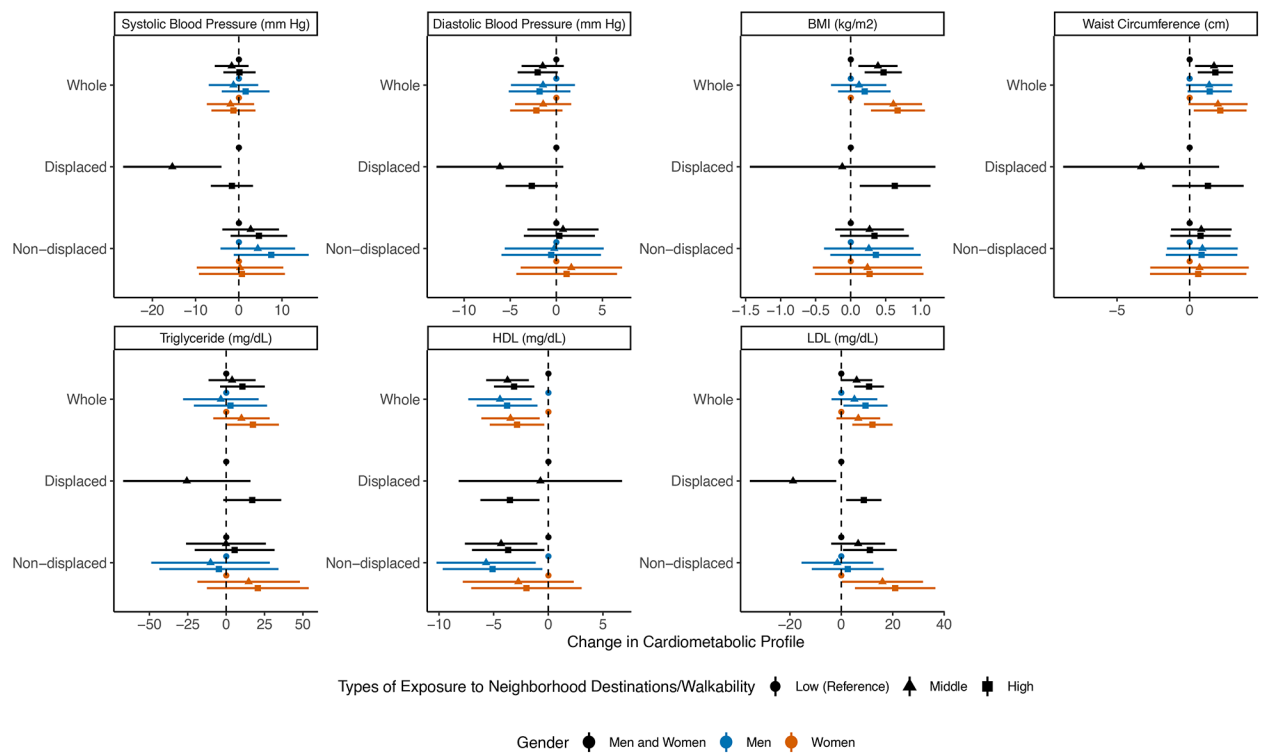 Systolic Blood Pressure (mm Hg)
Diastolic Blood Pressure (mm Hg)
BMI (kg/m2)
Waist Circumference (cm)
Whole
Displaced
Non−displaced
−20 −10 0 10
Whole
Displaced
Non−displaced
−10 −5 0 5
Whole
Displaced
Non−displaced
−1.5 −1.0 −0.5 0.0 0.5 1.0
Whole
Displaced
Non−displaced
−5 0
Triglyceride (mg/dL)
HDL (mg/dL)
LDL (mg/dL)
Whole
Displaced
Non−displaced
−50 −25 0 25 50
Whole
Displaced
Non−displaced
−10 −5 0 5
Whole
Displaced
Non−displaced
−20 0 20 40
Change in Cardiometabolic Profile
Types of Exposure to Neighborhood Destinations/Walkability Low (Reference) Middle High
Gender Men and Women Men Women